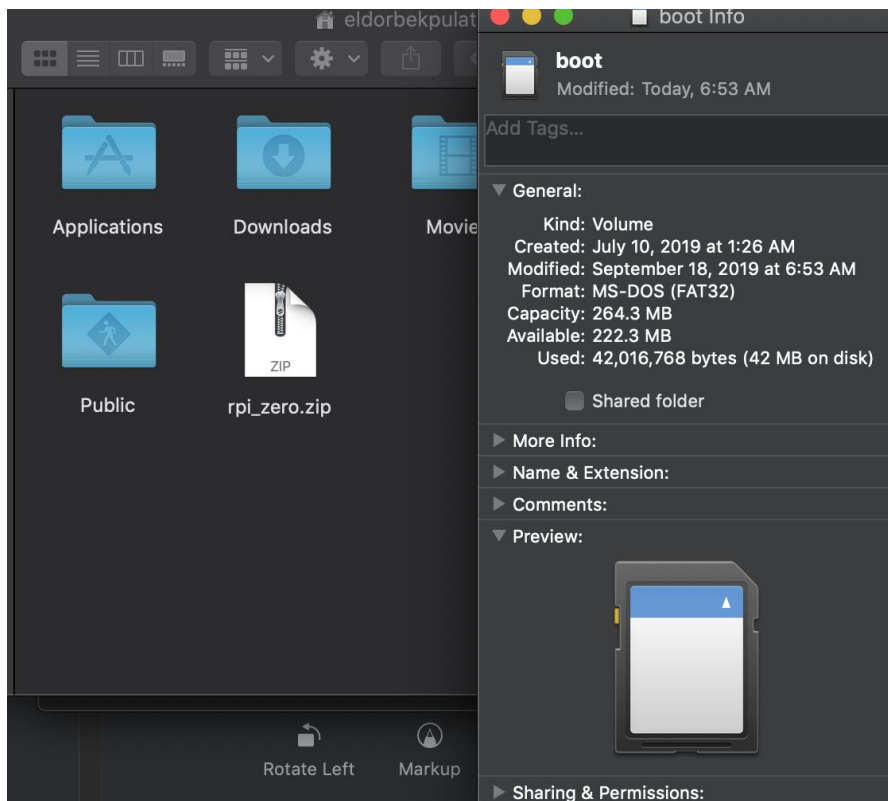 eldorbekpulat
boot Info
boot
Modified: Today, 6:53 AM
Add Tags...
General:
Kind: Volume
Created: July 10, 2019 at 1:26 AM
Modified: September 18, 2019 at 6:53 AM
Format: MS-DOS (FAT32)
Capacity: 264.3 MB
Available: 222.3 MB
Used: 42,016,768 bytes (42 MB on disk)
Shared folder
More Info:
Name & Extension:
Comments:
Preview:
Sharing & Permissions:
Applications
Downloads
Movie
Public
ZIP
rpi_zero.zip
Rotate Left
Markup